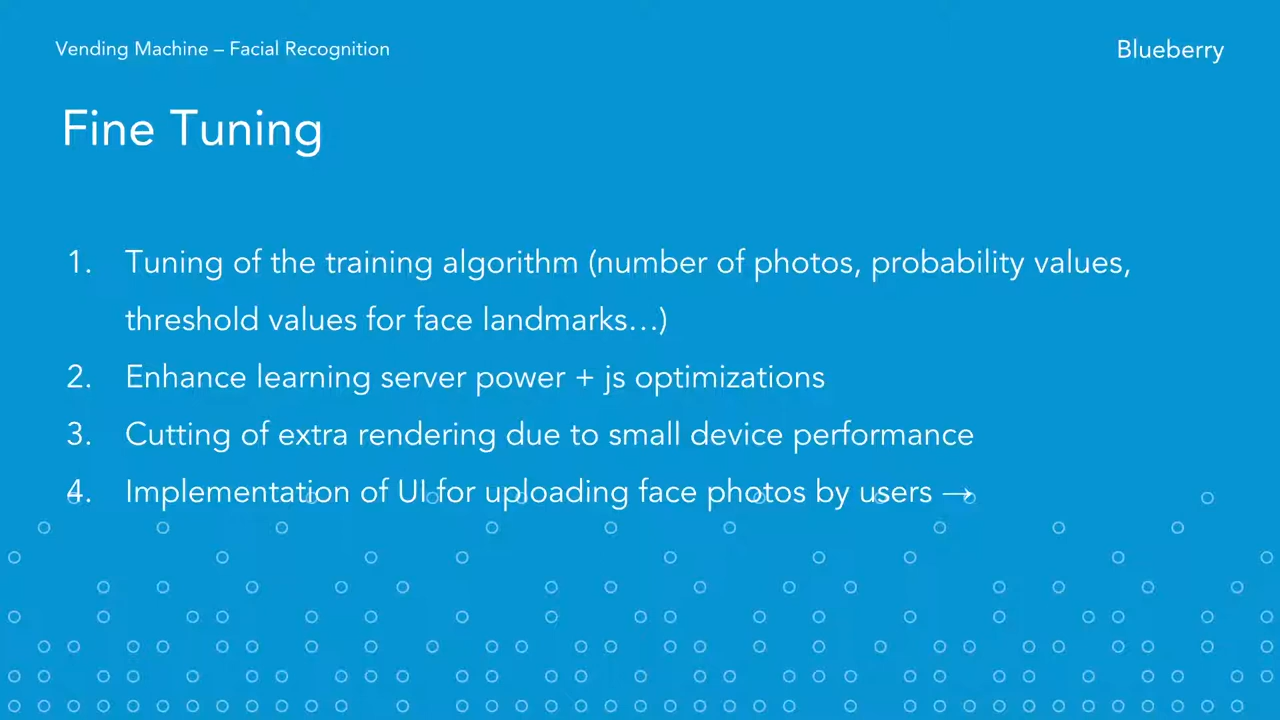 Vending Machine – Facial Recognition
Blueberry
Fine Tuning
1. Tuning of the training algorithm (number of photos, probability values,
threshold values for face landmarks…)
2. Enhance learning server power + js optimizations
3. Cutting of extra rendering due to small device performance
4. Implementation of UI for uploading face photos by users →